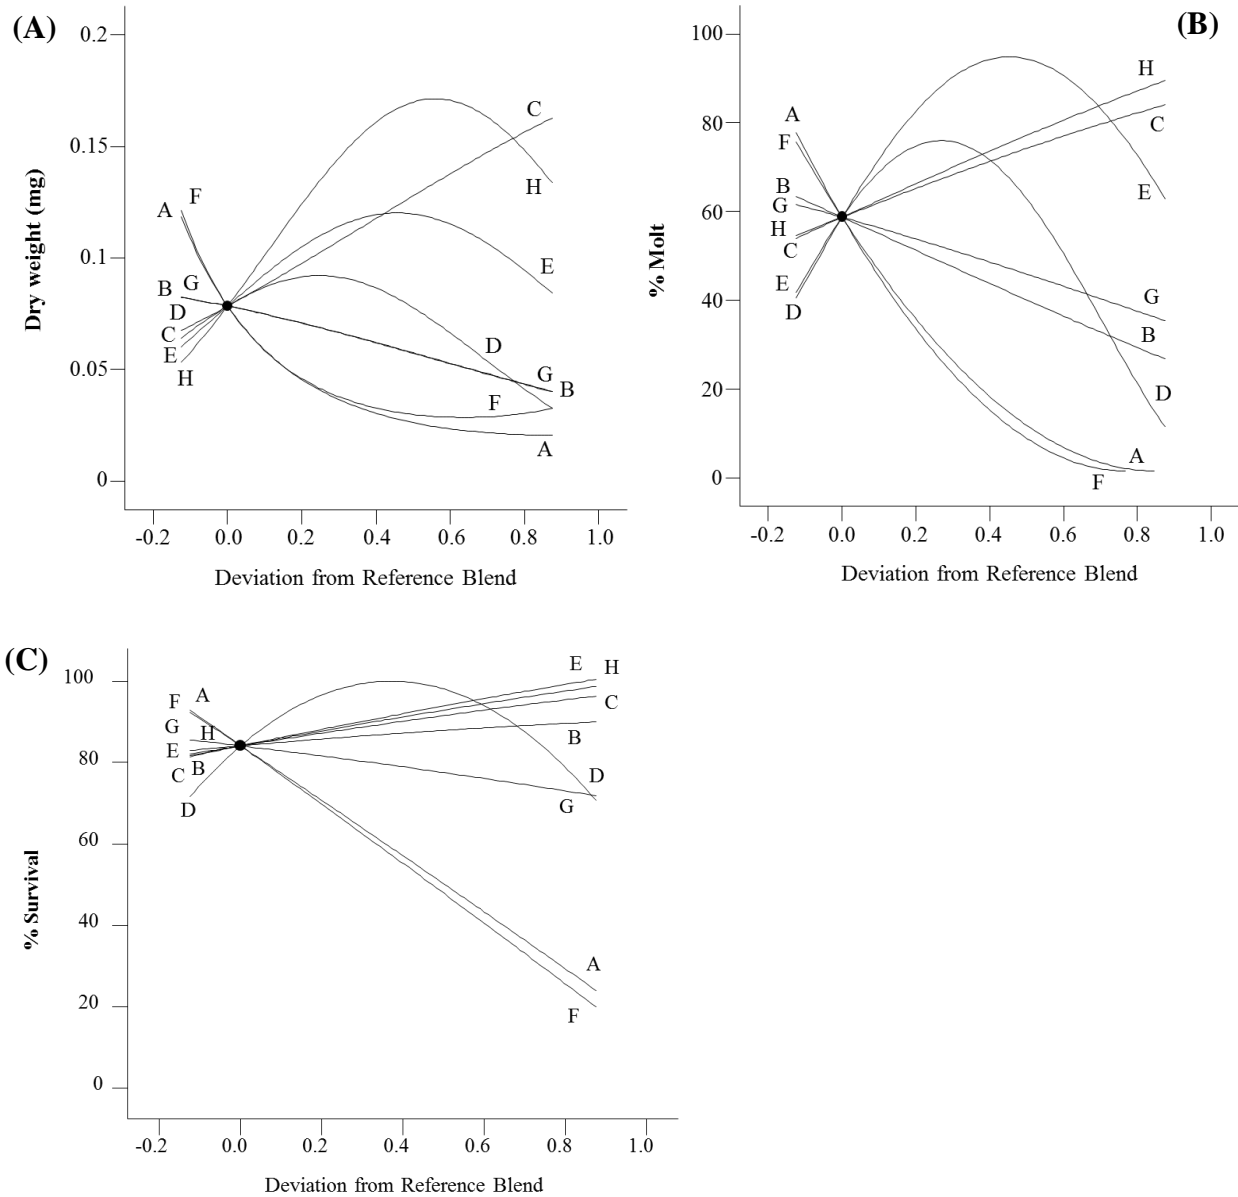 (A)
Dry weight (mg)
0.2
0.15
0.1
0.05
0
A
F
B
G
D
C
E
H
C
H
E
D
G
B
F
A
-0.2 0.0 0.2 0.4 0.6 0.8 1.0
Deviation from Reference Blend
(B)
% Molt
100
80
60
40
20
0
A
F
B
G
H
C
E
D
H
C
E
G
B
D
A
F
-0.2 0.0 0.2 0.4 0.6 0.8 1.0
Deviation from Reference Blend
(C)
% Survival
100
80
60
40
20
0
F A
G
H
E
C B
D
E H
C
B
D
G
A
F
-0.2 0.0 0.2 0.4 0.6 0.8 1.0
Deviation from Reference Blend